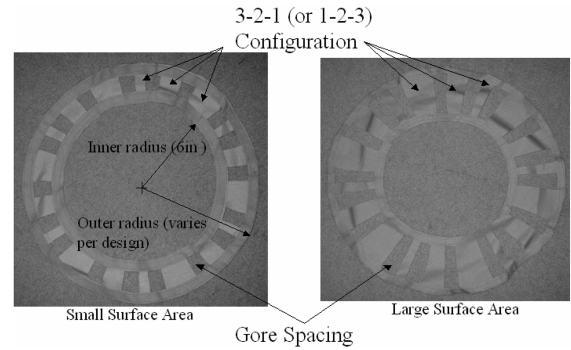 3-2-1 (or 1-2-3)
Configuration
Inner radius (6in )
Outer radius (varies
per design)
Small Surface Area
Large Surface Area
Gore Spacing